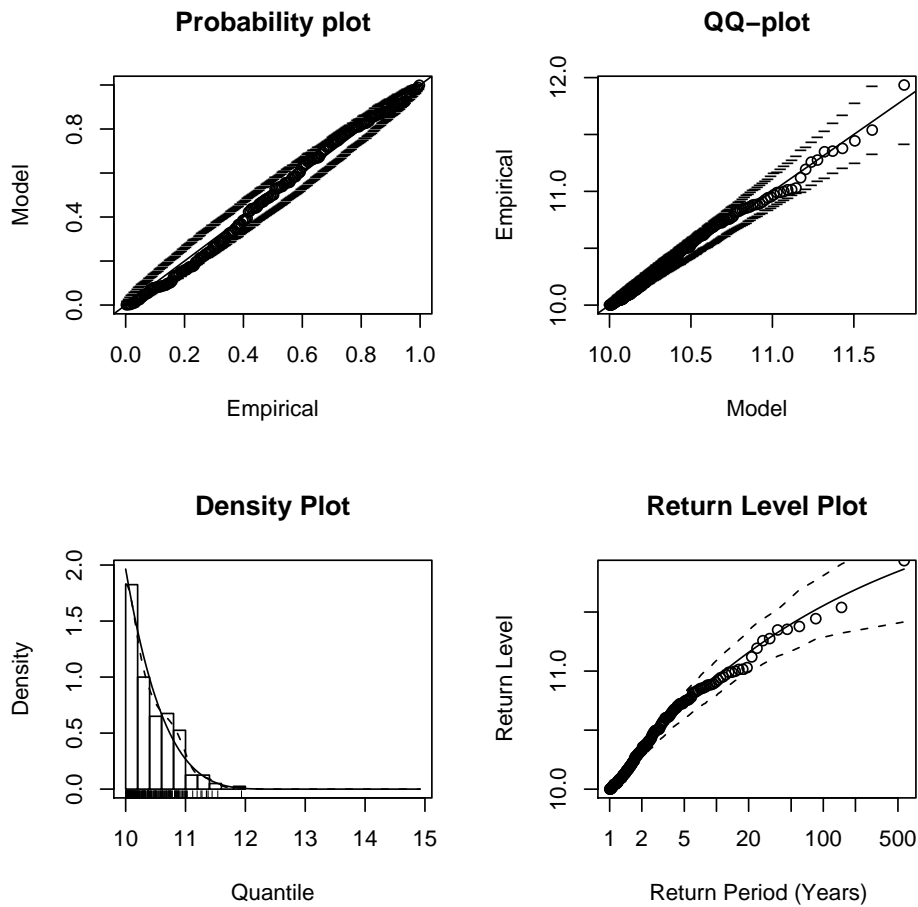 Probability plot
Model
0.0 0.4 0.8
0.0 0.2 0.4 0.6 0.8 1.0
Empirical
QQ−plot
Empirical
10.0 11.0 12.0
10.0 10.5 11.0 11.5
Model
Density Plot
Density
0.0 0.5 1.0 1.5 2.0
10 11 12 13 14 15
Quantile
Return Level Plot
Return Level
10.0 11.0
1 2 5 20 100 500
Return Period (Years)